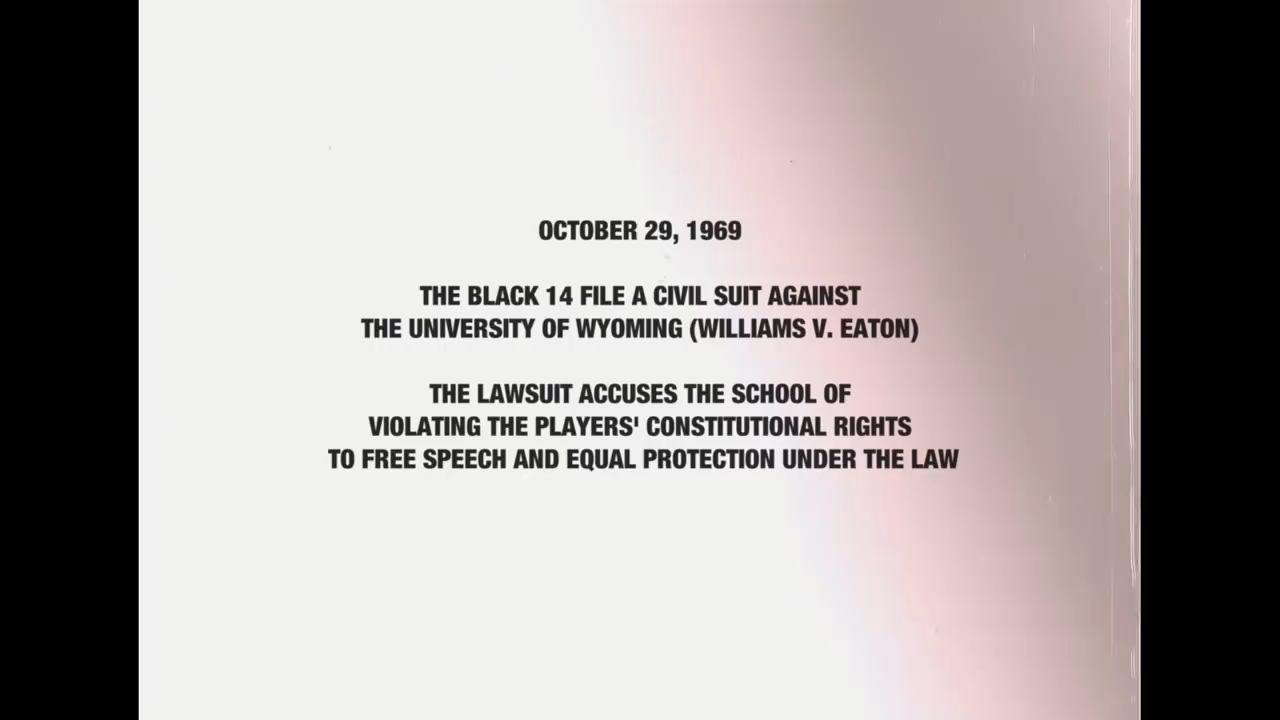 OCTOBER 29, 1969
THE BLACK 14 FILE A CIVIL SUIT AGAINST
THE UNIVERSITY OF WYOMING (WILLIAMS V. EATON)
THE LAWSUIT ACCUSES THE SCHOOL OF
VIOLATING THE PLAYERS' CONSTITUTIONAL RIGHTS
TO FREE SPEECH AND EQUAL PROTECTION UNDER THE LAW